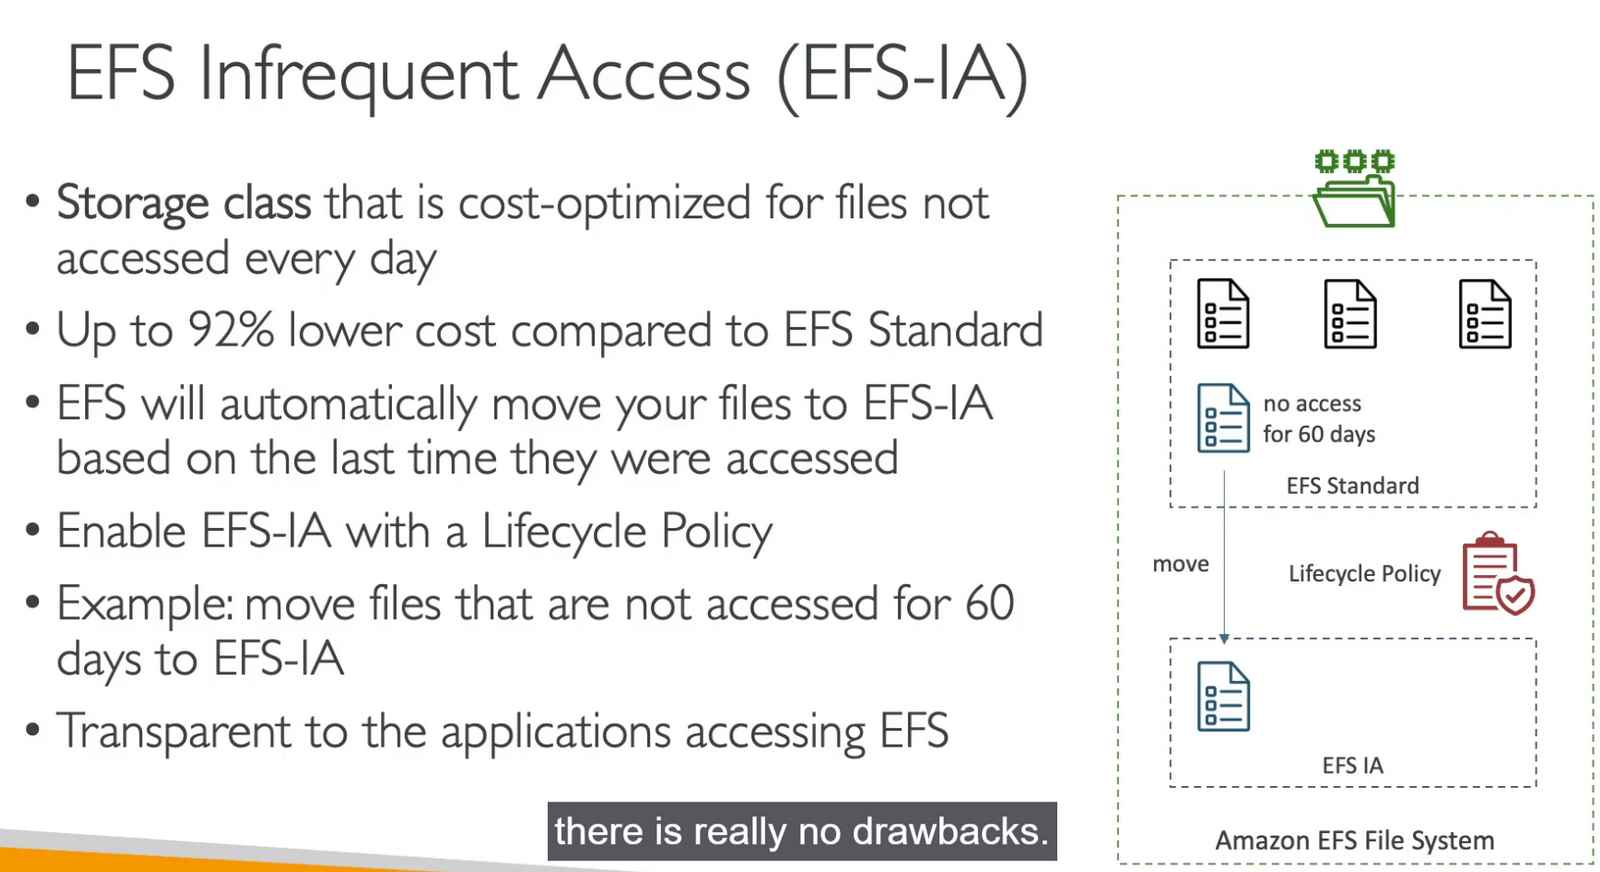 EFS Infrequent Access (EFS-IA)
• Storage class that is cost-optimized for files not
accessed every day
• Up to 92% lower cost compared to EFS Standard
• EFS will automatically move your files to EFS-IA
based on the last time they were accessed
• Enable EFS-IA with a Lifecycle Policy
• Example: move files that are not accessed for 60
days to EFS-IA
• Transparent to the applications accessing EFS
no access
for 60 days
EFS Standard
move
Lifecycle Policy
EFS IA
Amazon EFS File System
there is really no drawbacks.